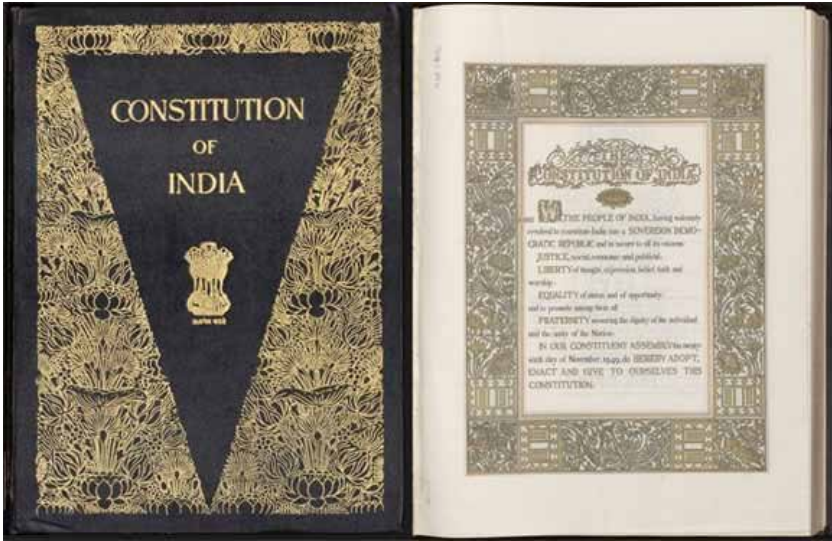 CONSTITUTION
OF
INDIA
THE
CONSTITUTION OF INDIA
WE, THE PEOPLE OF INDIA, having solemnly
resolved to constitute India into a SOVEREIGN DEMO-
CRATIC REPUBLIC and to secure to all its citizens:
JUSTICE, social, economic and political;
LIBERTY of thought, expression, belief, faith and
worship;
EQUALITY of status and of opportunity;
and to promote among them all
FRATERNITY assuring the dignity of the individual
and the unity of the Nation;
IN OUR CONSTITUENT ASSEMBLY this twenty-
sixth day of November, 1949, do HEREBY ADOPT,
ENACT AND GIVE TO OURSELVES THIS
CONSTITUTION.